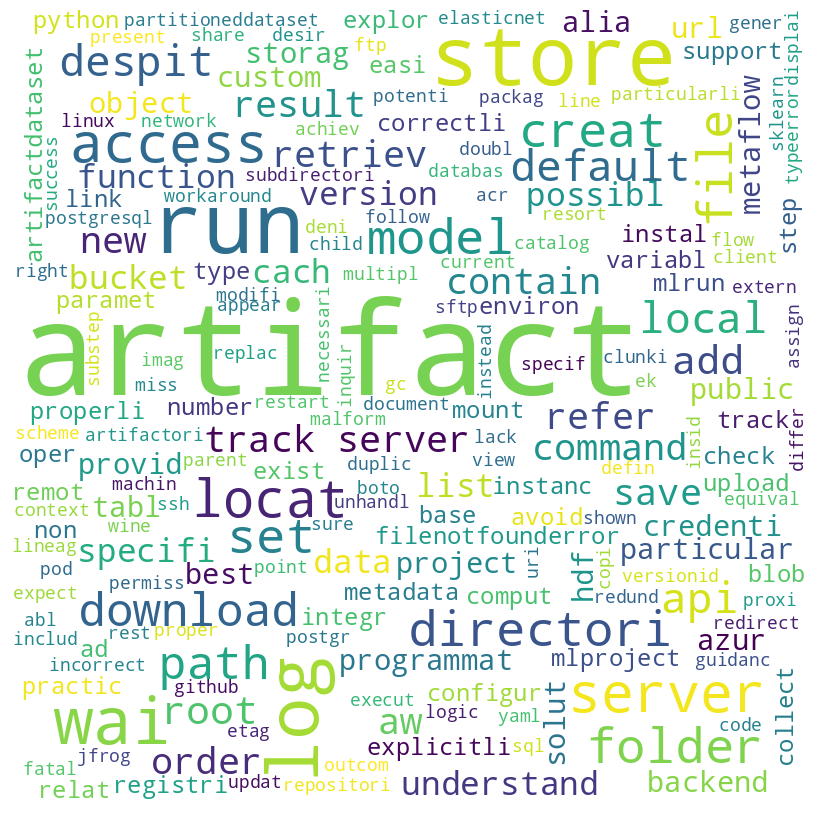 python partitioneddataset explor elasticnet alia url gener
present share desir ftp storag easi support
despit custom store
object result potenti packag line particularli
linux network achiev correctli creat file metaflow sklearn typeerrordisplai
artifactdataset success access retriev doubl databas default
function subdirectori version acr possibl
link workaround follow resort step
postgresql run deni child model catalog instal flow
new current variabl client
right bucket type cach multipl contain mlrun extern
paramet modifi appear sftp environ local assign
artifact
substep replac necessari inquir gc instead specif clunki add
imag miss ek public
properli number restart document mount refer track
scheme artifactori malform lack command insid check differ
oper track server
provid parent exist duplic view defin
remot machin ssh boto unhandl list instanc save upload
context tabl locat equival
non wine set sure base avoid shown credenti
lineag filenotfounderror
specifi best point data project uri hdf copi particular
pod permiss metadata comput versionid blob
expect download integr redund api proxi
abl rest proper directori redirect
includ ad postgr azur
incorrect path log programmat mlproject guidanc
practic github configur server
wai root execut aw logic yaml solut collect
etag code
jfrog order explicitli sql folder
fatal outcom
relat registri updat repositori understand backend